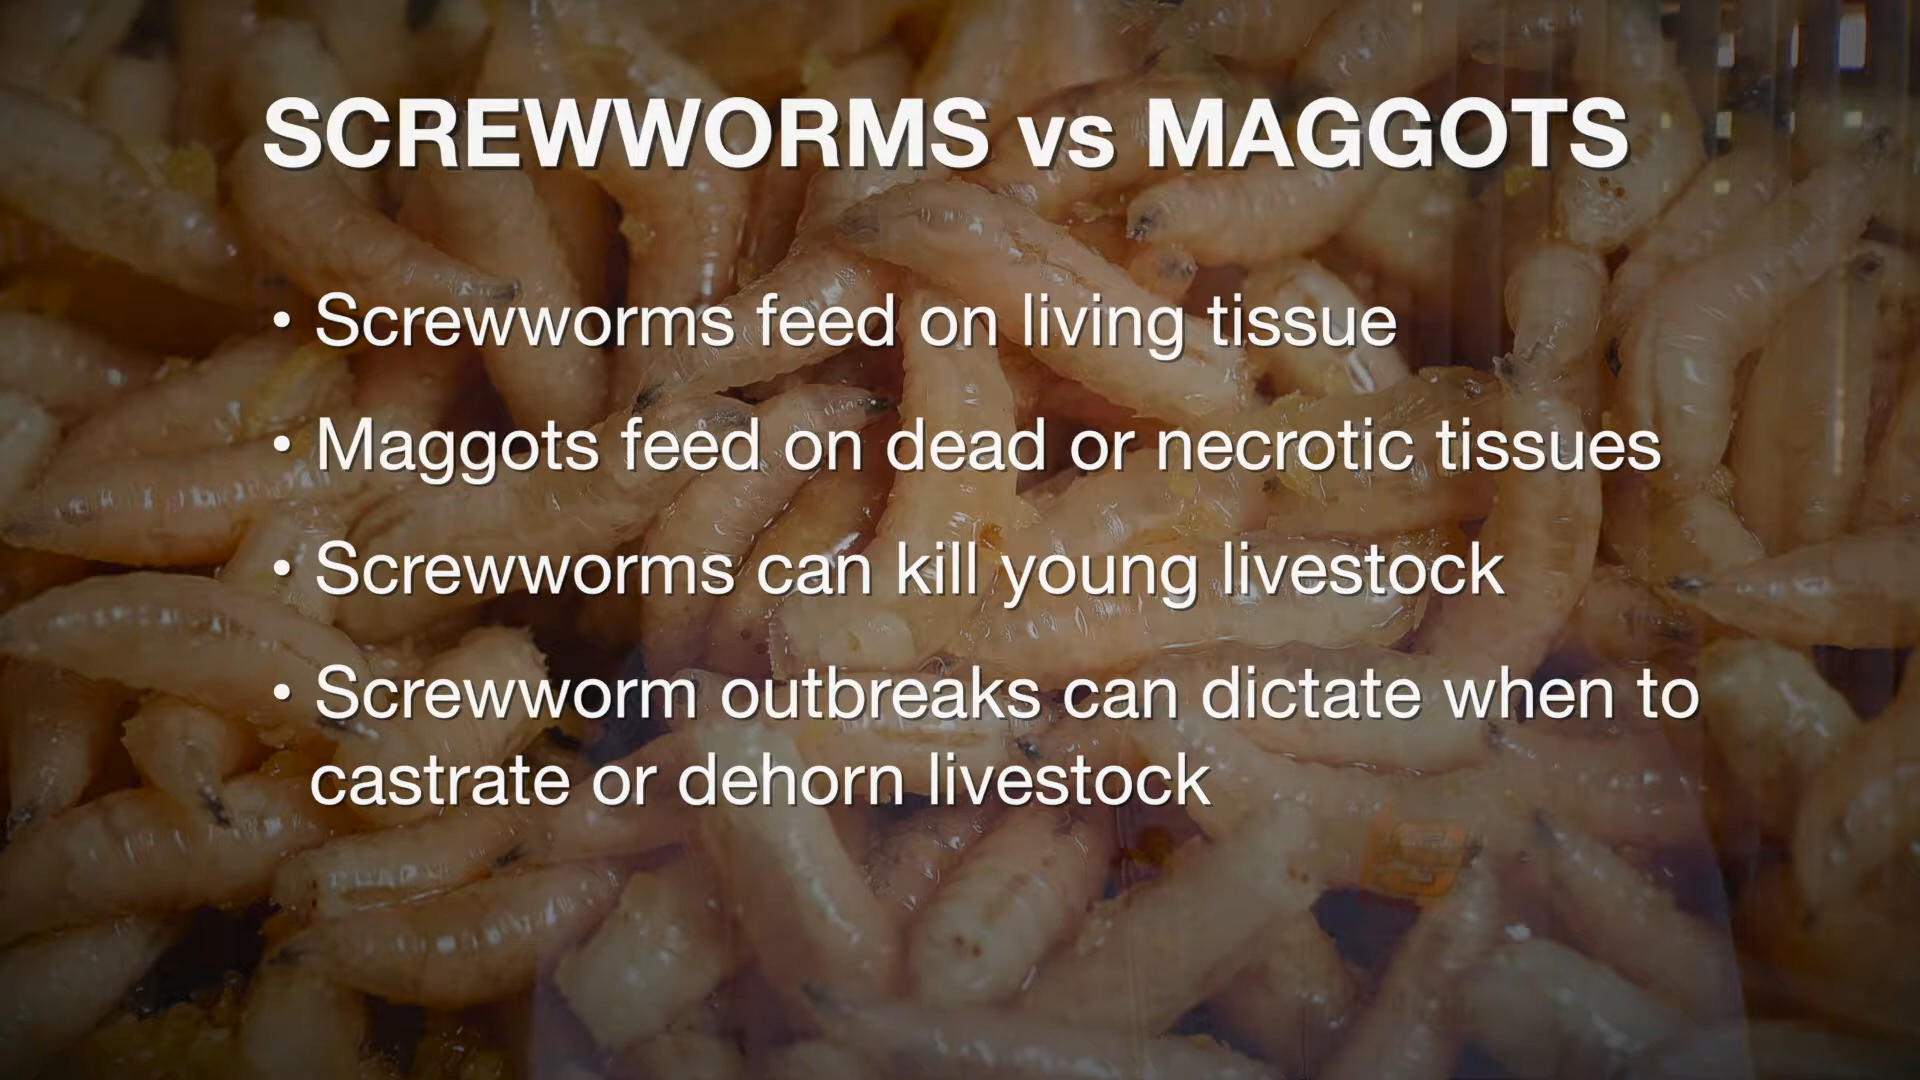 SCREWWORMS vs MAGGOTS
• Screwworms feed on living tissue
• Maggots feed on dead or necrotic tissues
• Screwworms can kill young livestock
• Screwworm outbreaks can dictate when to
castrate or dehorn livestock